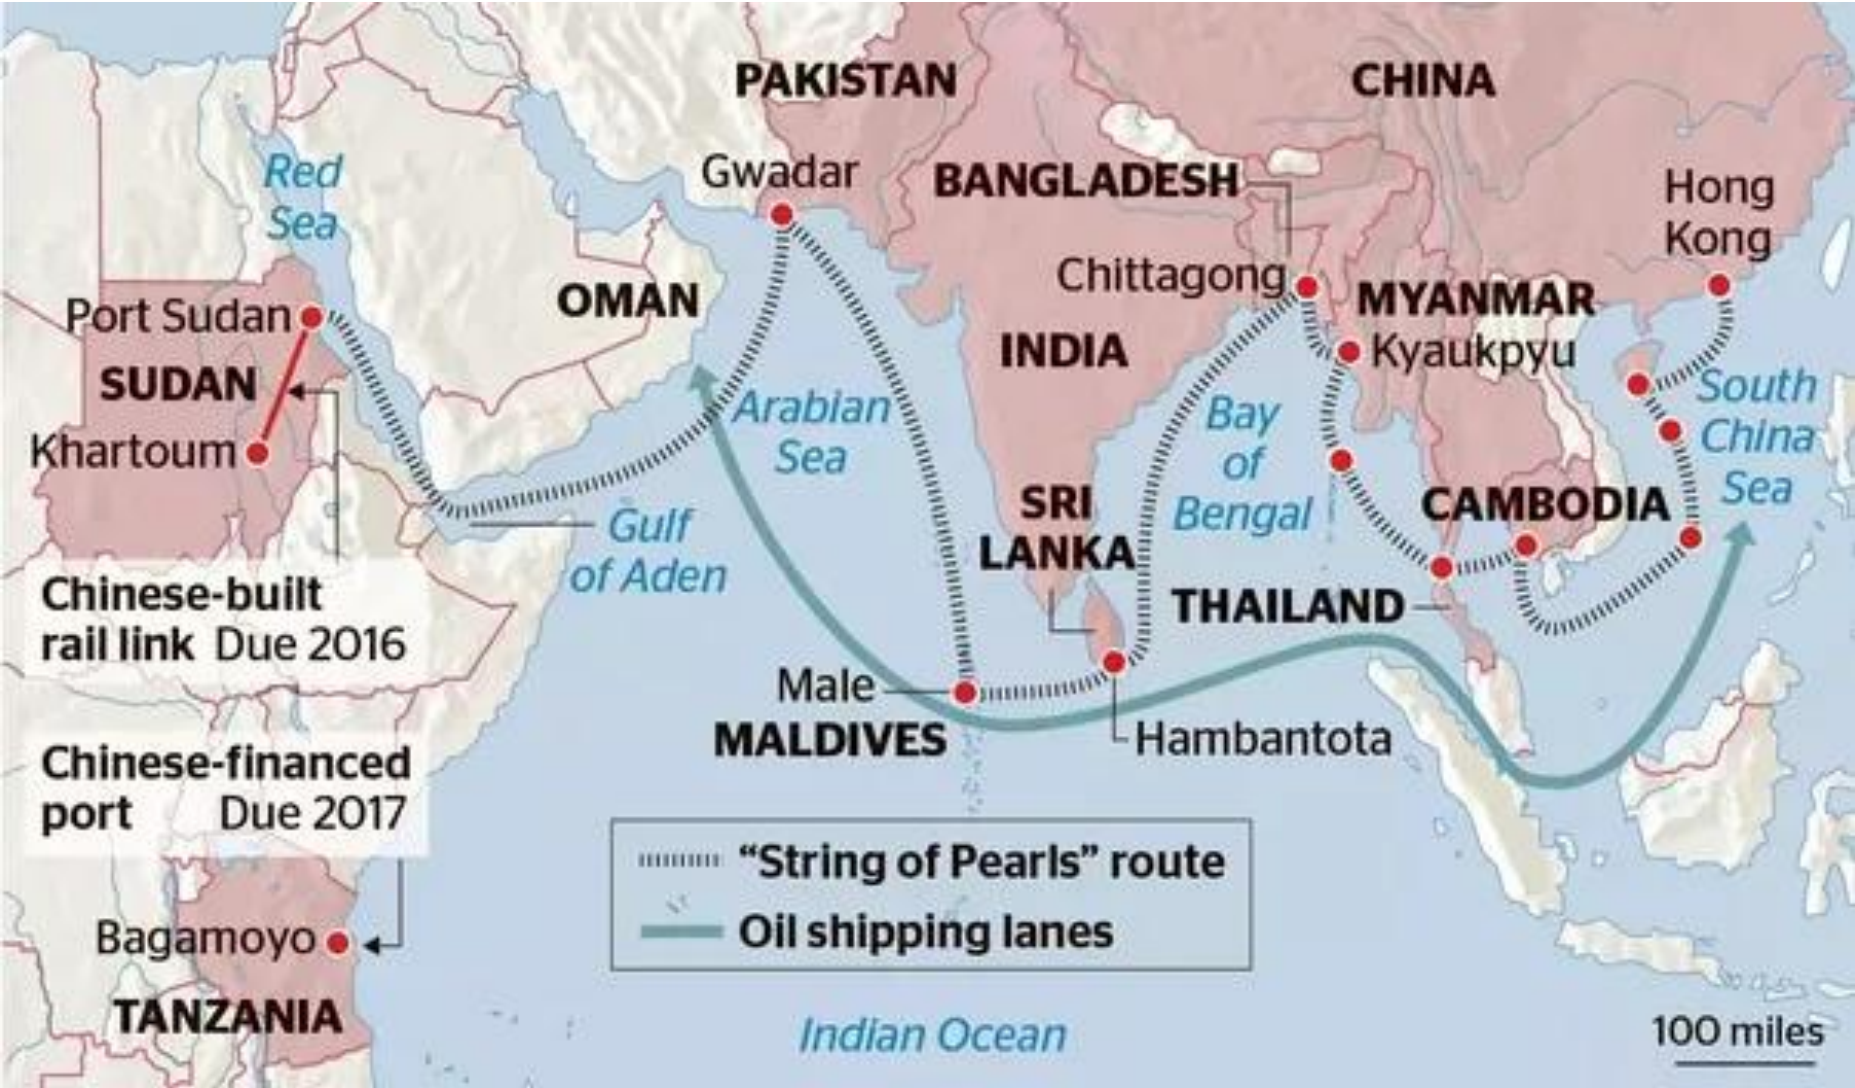 PAKISTAN
CHINA
Red
Sea
Gwadar
BANGLADESH
Hong
Kong
Port Sudan
OMAN
Chittagong
MYANMAR
SUDAN
INDIA
Kyaukpyu
Khartoum
Arabian
Sea
Bay
of
Bengal
South
China
Sea
SRI
LANKA
CAMBODIA
Gulf
of Aden
THAILAND
Chinese-built
rail link Due 2016
Male
MALDIVES
Hambantota
Chinese-financed
port Due 2017
"String of Pearls" route
Oil shipping lanes
Bagamoyo
TANZANIA
Indian Ocean
100 miles